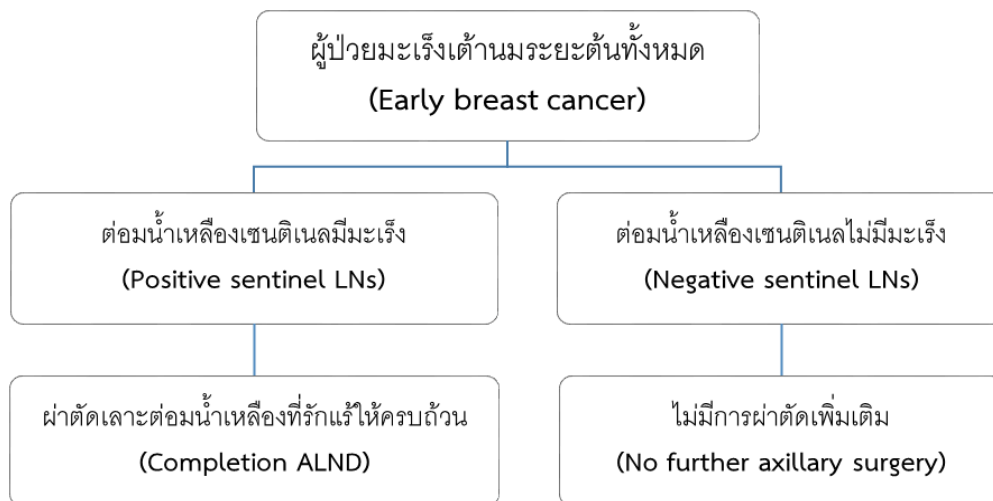 ผู้ป่วยมะเร็งเต้านมระยะต้นทั้งหมด
(Early breast cancer)
ต่อมน้ำเหลืองเซนติเนลมีมะเร็ง
(Positive sentinel LNs)
ต่อมน้ำเหลืองเซนติเนลไม่มีมะเร็ง
(Negative sentinel LNs)
ผ่าตัดเลาะต่อมน้ำเหลืองที่รักแร้ให้ครบถ้วน
(Completion ALND)
ไม่มีการผ่าตัดเพิ่มเติม
(No further axillary surgery)